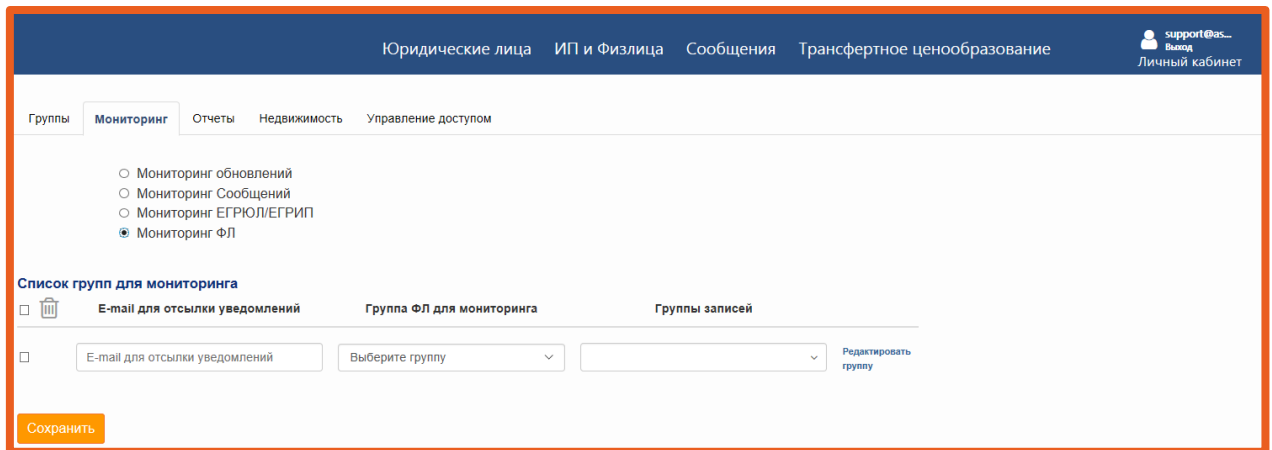 Юридические лица ИП и Физлица Сообщения Трансфертное ценообразование
support@as...
Выход
Личный кабинет
Группы Мониторинг Отчеты Недвижимость Управление доступом
Мониторинг обновлений
Мониторинг Сообщений
Мониторинг ЕГРЮЛ/ЕГРИП
Мониторинг ФЛ
Список групп для мониторинга
E-mail для отсылки уведомлений Группа ФЛ для мониторинга Группы записей
E-mail для отсылки уведомлений Выберите группу Редактировать
группу
Сохранить